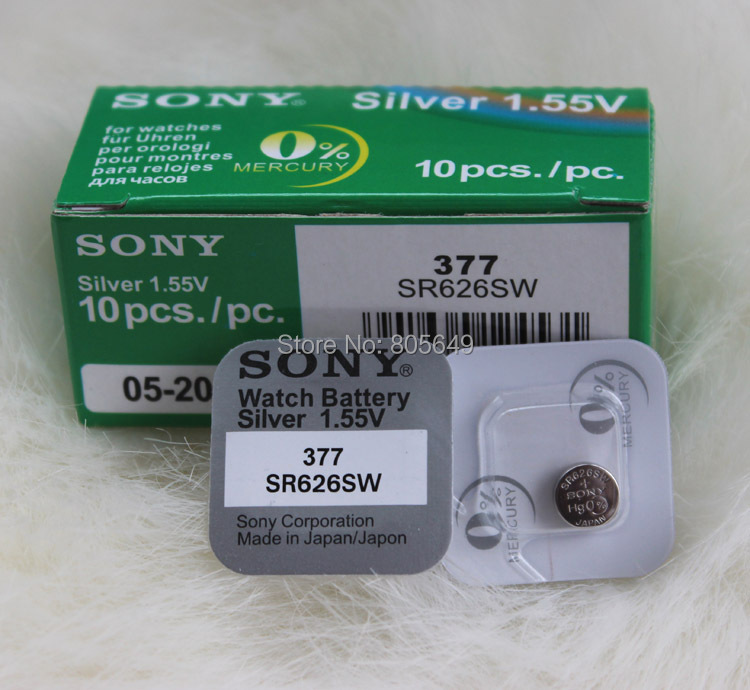 SONY®
Silver 1.55V
for watches
für Uhren
per orologi
pour montres
para relojes
для часов
0%
MERCURY
10pcs./pc.
SONY
Silver 1.55V
10pcs./pc.
377
SR626SW
05-20
Store No: 805649
SONY®
Watch Battery
Silver 1.55V
377
SR626SW
Sony Corporation
Made in Japan/Japon
0%
MERCURY
0%
MERCURY
SR626SW
+
SONY
Hg0%
JAPAN